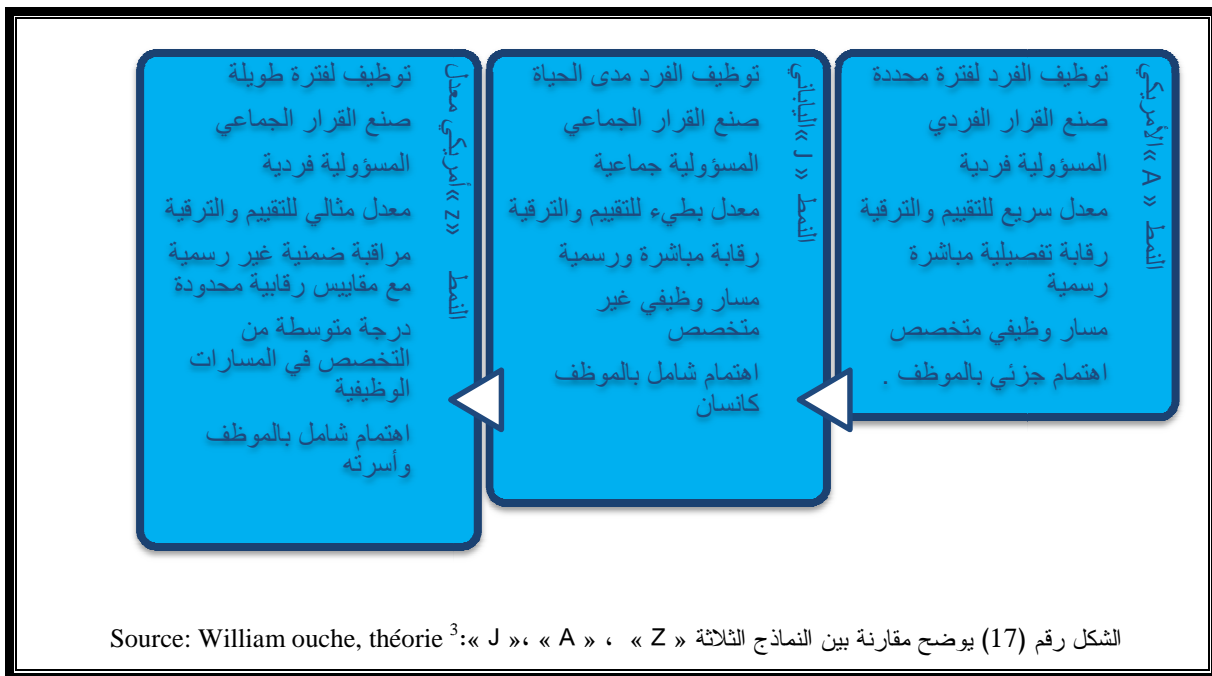 النمط « A »الأمريكي
توظيف الفرد لفترة محددة
صنع القرار الفردي
المسؤولية فردية
معدل سريع للتقييم والترقية
رقابة تفصيلية مباشرة
رسمية
مسار وظيفي متخصص
اهتمام جزئي بالموظف .
النمط « J »الياباني
توظيف الفرد مدى الحياة
صنع القرار الجماعي
المسؤولية جماعية
معدل بطيء للتقييم والترقية
رقابة مباشرة ورسمية
مسار وظيفي غير
متخصص
اهتمام شامل بالموظف
كانسان
النمط «z»أمريكي معدل
توظيف لفترة طويلة
صنع القرار الجماعي
المسؤولية فردية
معدل مثالي للتقييم والترقية
مراقبة ضمنية غير رسمية
مع مقاييس رقابية محدودة
درجة متوسطة من
التخصص في المسارات
الوظيفية
اهتمام شامل بالموظف
وأسرته
الشكل رقم (17) يوضح مقارنة بين النماذج الثلاثة « Z » ، « A » ،« J »:³ Source: William ouche, théorie